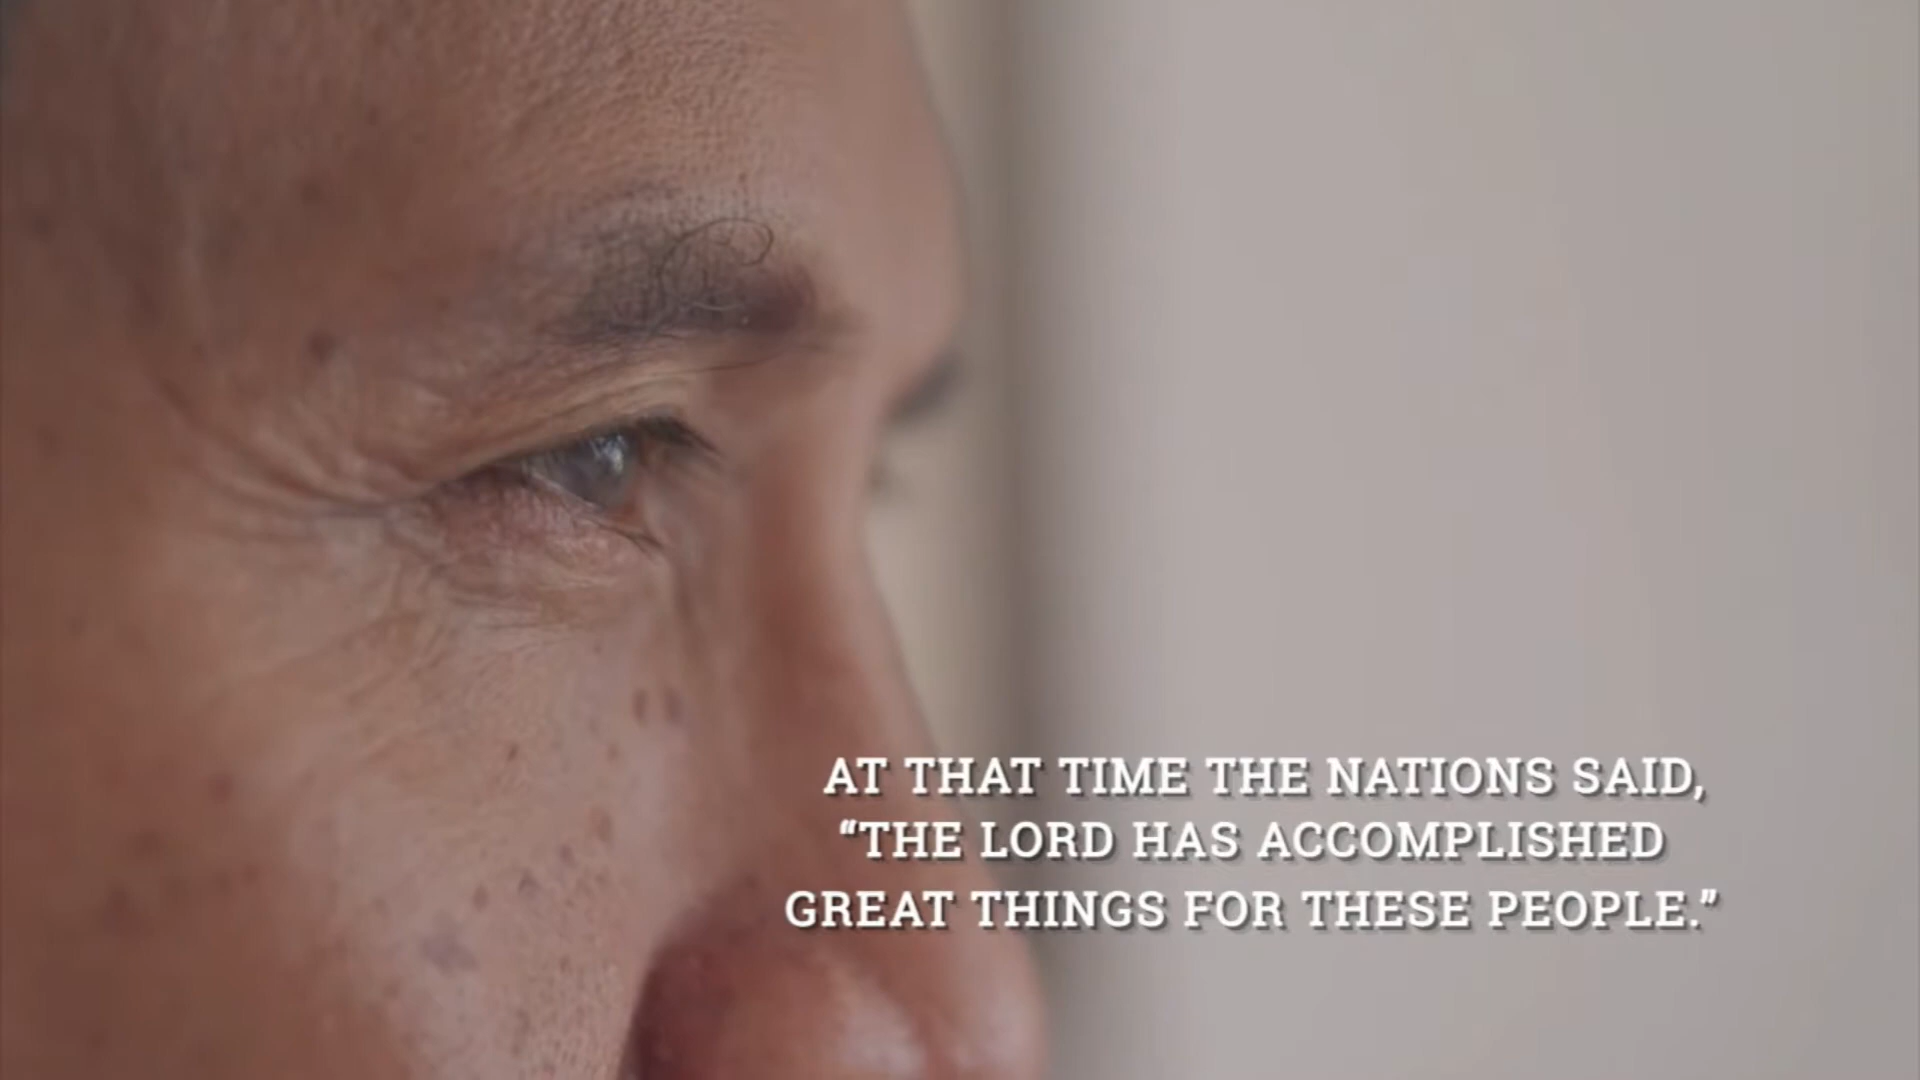 AT THAT TIME THE NATIONS SAID,
“THE LORD HAS ACCOMPLISHED
GREAT THINGS FOR THESE PEOPLE.”